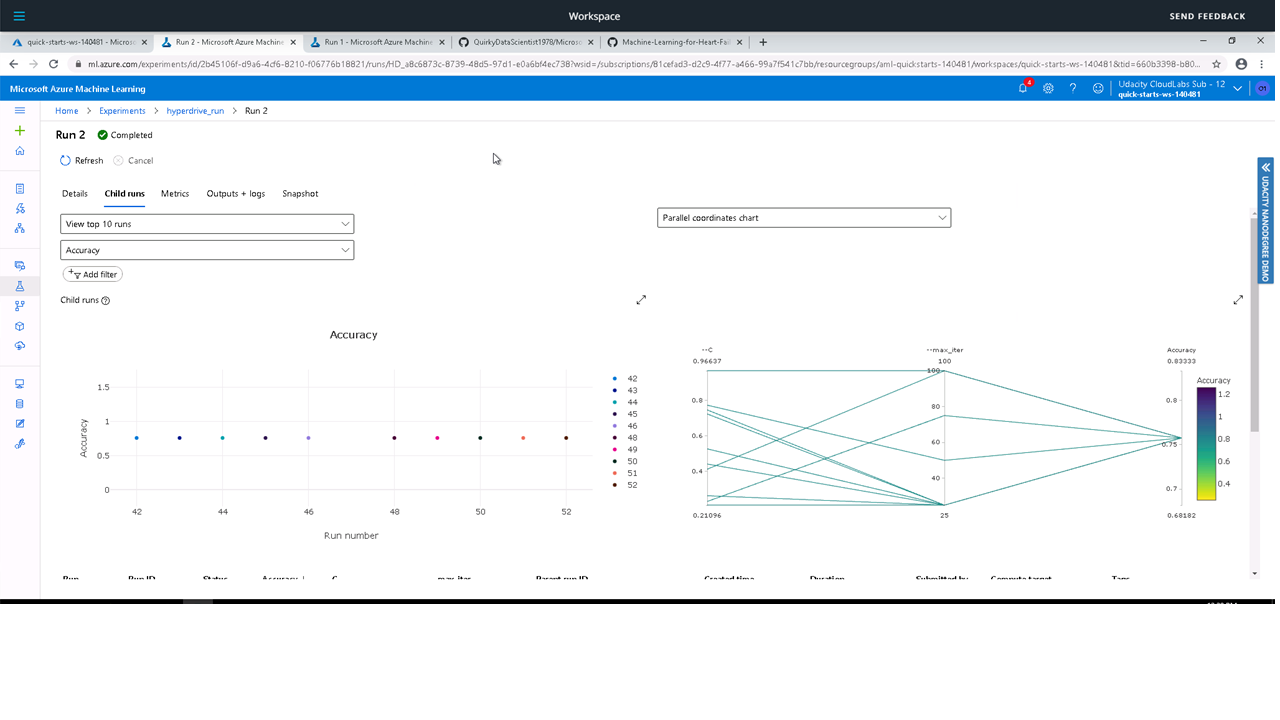 Workspace
SEND FEEDBACK
quick-starts-ws-140481 - Microso
Run 2 - Microsoft Azure Machine
Run 1 - Microsoft Azure Machine
QuirkyDataScientist1978/Microso
Machine-Learning-for-Heart-Fai
ml.azure.com/experiments/id/2b45106f-d9a6-4cf6-8210-f06776b18821/runs/HD_a8c6873c-8739-48d5-97d1-e0a6bf4ec738?wsid=/subscriptions/81cefad3-d2c9-4f77-a466-99a7f541c7bb/resourcegroups/aml-quickstarts-140481/workspaces/quick-starts-ws-140481&tid=660b3398-b80...
Microsoft Azure Machine Learning
4
Udacity CloudLabs Sub - 12
quick-starts-ws-140481
Home > Experiments > hyperdrive_run > Run 2
Run 2 Completed
Refresh Cancel
Details Child runs Metrics Outputs + logs Snapshot
View top 10 runs
Parallel coordinates chart
Accuracy
Add filter
Child runs
UDACITY NANODEGREE DEMO
Accuracy
Accuracy
1.5
1
0.5
0
42 44 46 48 50 52
Run number
42
43
44
45
46
48
49
50
51
52
--C
0.96637
0.8
0.6
0.4
0.21096
--max_iter
100
100
80
60
40
25
Accuracy
0.83333
0.8
0.75
0.7
0.68182
Accuracy
1.2
1
0.8
0.6
0.4
Run Run ID Status Accuracy C max_iter Parent run ID Created time Duration Submitted by Compute target Tags